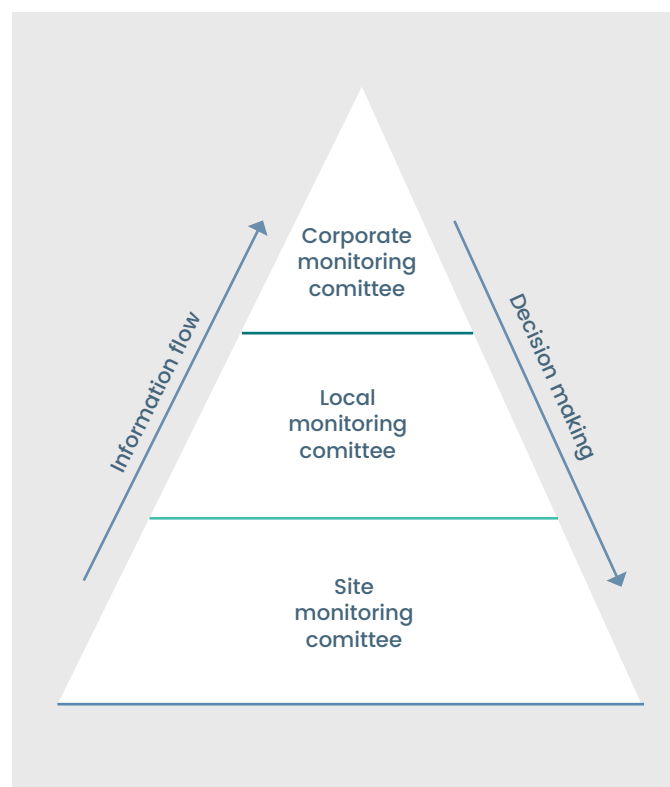 Corporate
monitoring
comittee
Information flow
Decision making
Local
monitoring
comittee
Site
monitoring
comittee